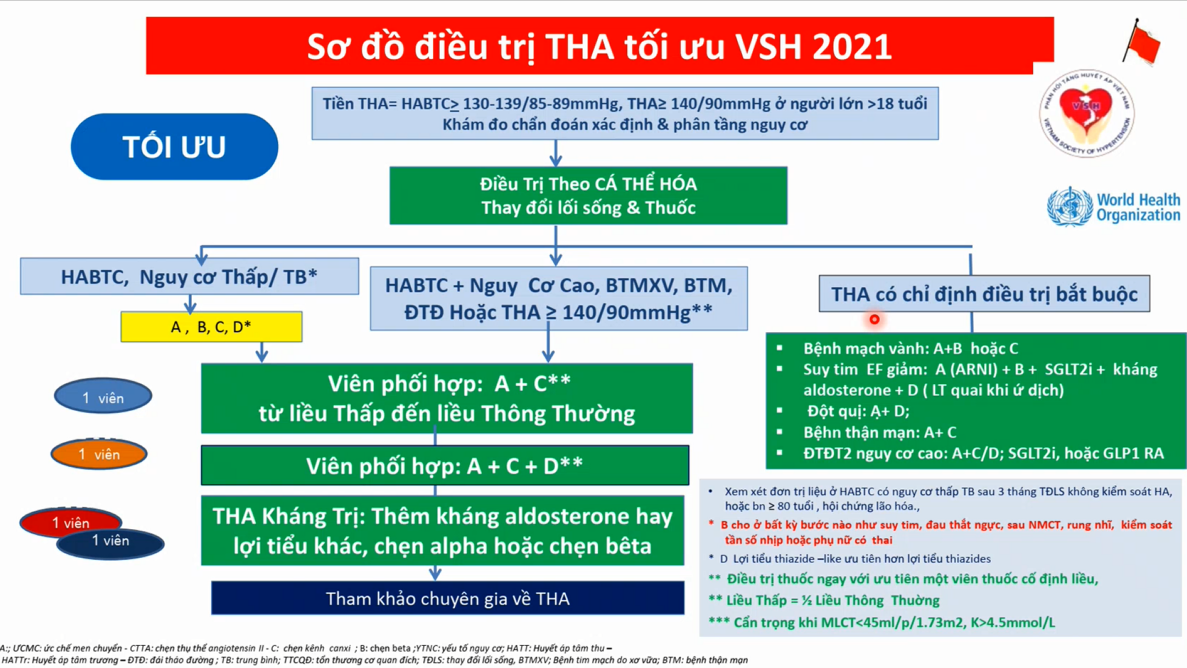 Sơ đồ điều trị THA tối ưu VSH 2021
PHÂN HỘI TĂNG HUYẾT ÁP VIỆT NAM
VSH
VIETNAM SOCIETY OF HYPERTENSION
Tiền THA= HABTC≥ 130-139/85-89mmHg, THA≥ 140/90mmHg ở người lớn >18 tuổi
Khám đo chẩn đoán xác định & phân tầng nguy cơ
TỐI ƯU
Điều Trị Theo CÁ THỂ HÓA
Thay đổi lối sống & Thuốc
World Health
Organization
HABTC, Nguy cơ Thấp/ TB*
A , B, C, D*
HABTC + Nguy Cơ Cao, BTMXV, BTM,
ĐTĐ Hoặc THA ≥ 140/90mmHg**
THA có chỉ định điều trị bắt buộc
▪ Bệnh mạch vành: A+B hoặc C
▪ Suy tim EF giảm: A (ARNI) + B + SGLT2i + kháng
aldosterone + D ( LT quai khi ứ dịch)
▪ Đột quị: A+ D;
▪ Bệhn thận mạn: A+ C
▪ ĐTĐT2 nguy cơ cao: A+C/D; SGLT2i, hoặc GLP1 RA
1 viên
Viên phối hợp: A + C**
từ liều Thấp đến liều Thông Thường
1 viên
Viên phối hợp: A + C + D**
1 viên
1 viên
THA Kháng Trị: Thêm kháng aldosterone hay
lợi tiểu khác, chẹn alpha hoặc chẹn bêta
Tham khảo chuyên gia về THA
• Xem xét đơn trị liệu ở HABTC có nguy cơ thấp TB sau 3 tháng TĐLS không kiểm soát HA,
hoặc bn ≥ 80 tuổi , hội chứng lão hóa.,
* B cho ở bất kỳ bước nào như suy tim, đau thắt ngực, sau NMCT, rung nhĩ, kiểm soát
tần số nhịp hoặc phụ nữ có thai
* D Lợi tiểu thiazide –like ưu tiên hơn lợi tiểu thiazides
** Điều trị thuốc ngay với ưu tiên một viên thuốc cố định liều,
** Liều Thấp = ½ Liều Thông Thường
*** Cẩn trọng khi MLCT<45ml/p/1.73m2, K>4.5mmol/L
A:; ƯCMC: ức chế men chuyển - CTTA: chẹn thụ thể angiotensin II - C: chẹn kênh canxi ; B: chẹn beta ;YTNC: yếu tố nguy cơ; HATT: Huyết áp tâm thu -
HATTr: Huyết áp tâm trương – ĐTĐ: đái tháo đường ; TB: trung bình; TTCQĐ: tổn thương cơ quan đích; TĐLS: thay đổi lối sống, BTMXV; Bệnh tim mạch do xơ vữa; BTM: bệnh thận mạn